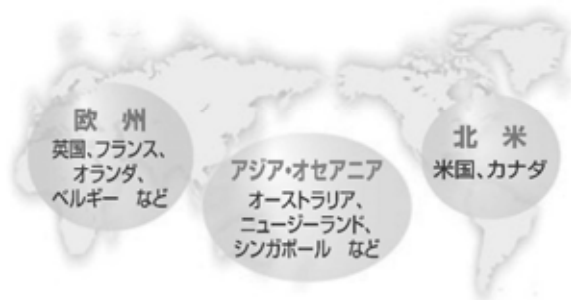 欧　州
英国、フランス、
オランダ、
ベルギー　など
アジア・オセアニア
オーストラリア、
ニュージーランド、
シンガポール　など
北　米
米国、カナダ